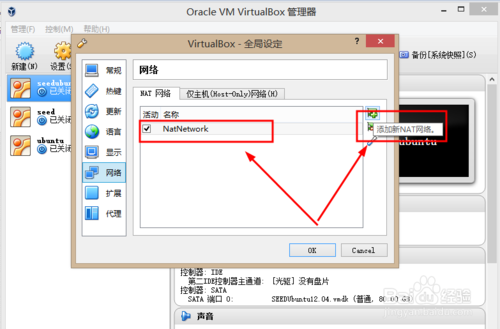 Oracle VM VirtualBox 管理器
管理(F) 控制(M) 帮助(H)
新建(N) 设置(S)
备份[系统快照](S)
seedubu
已关闭
seed
已关闭
ubuntu
已关闭
VirtualBox - 全局设定
常规
热键
更新
语言
显示
网络
扩展
代理
网络
NAT 网络 仅主机(Host-Only)网络(H)
活动 名称
NatNetwork
添加新NAT网络。
ubuntu
OK Cancel
控制器: IDE
第二IDE控制器主通道: [光驱] 没有盘片
控制器: SATA
SATA 端口 0: SEEDUbuntu12.04.vmdk (普通, 80.00 GB)
声音
Baidu 经验